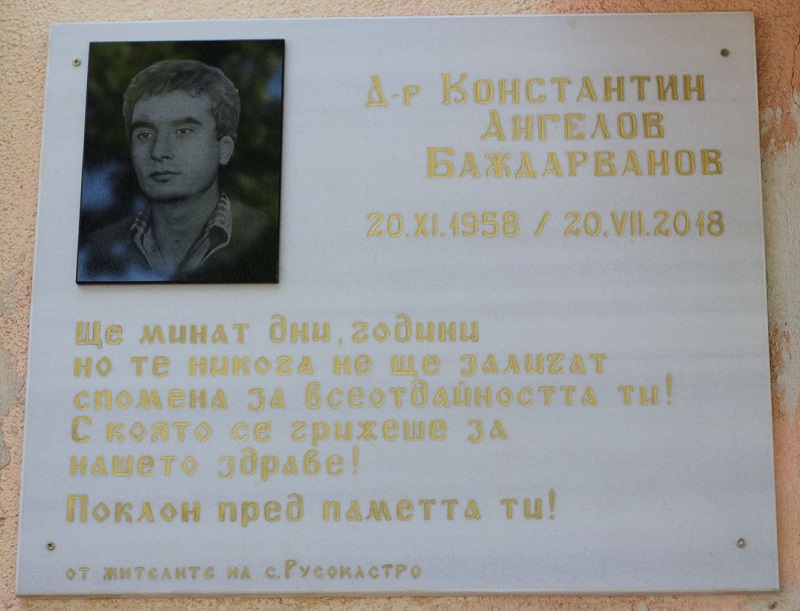 Д-р Константин
Ангелов
Баждарванов
20.XI.1958 / 20.VII.2018
Ще минат дни, години
но те никога не ще заличат
спомена за всеотдайността ти!
С която се грижеше за
нашето здраве!
Поклон пред паметта ти!
от жителите на с. Русокастро